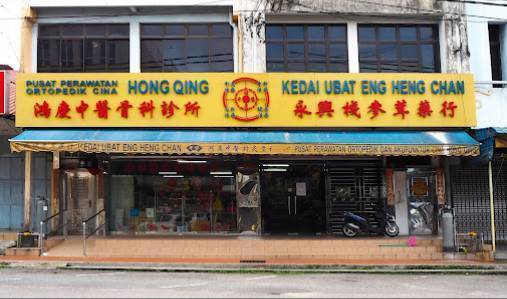 PUSAT PERAWATAN
ORTOPEDIK CINA
HONG QING
鴻慶中醫骨科診所
KEDAI UBAT ENG HENG CHAN
永興棧參茸藥行
KEDAI UBAT ENG HENG CHAN
PUSAT PERAWATAN ORTOPEDIK DAN AKUPUNKTUR